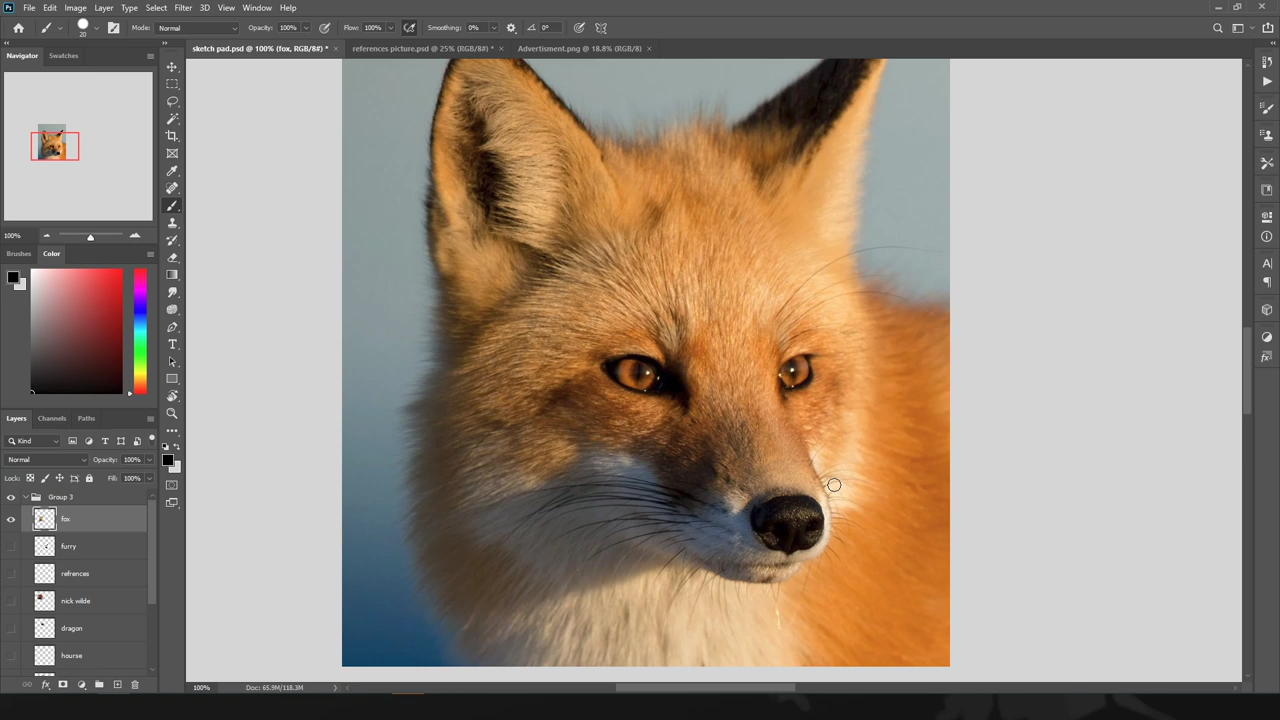 Ps File Edit Image Layer Type Select Filter 3D View Window Help
20 Mode: Normal Opacity: 100% Flow: 100% Smoothing: 0% 0°
Navigator Swatches
sketch pad.psd @ 100% (fox, RGB/8#) * × references picture.psd @ 25% (RGB/8#) * × Advertisment.png @ 18.8% (RGB/8) ×
100%
Brushes Color
Layers Channels Paths
Kind
Normal Opacity: 100%
Lock: Fill: 100%
Group 3
fox
furry
refrences
nick wilde
dragon
hourse
100% Doc: 65.9M/118.3M